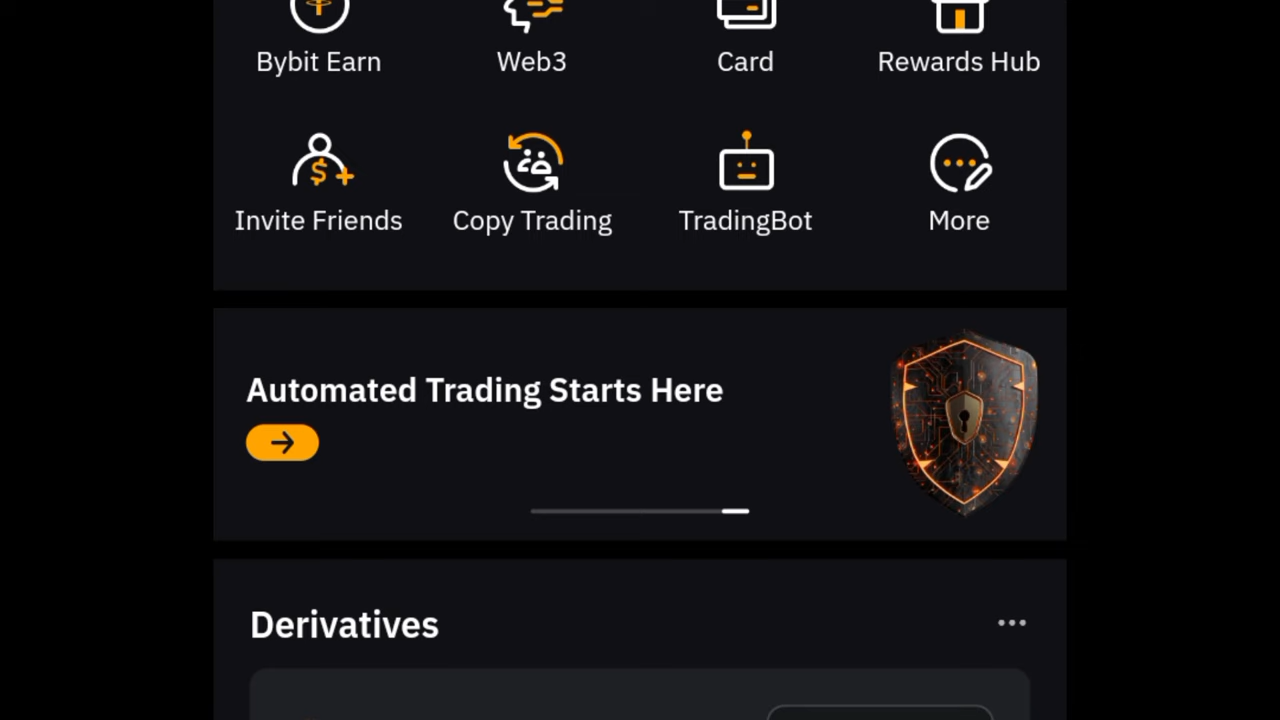 Bybit Earn Web3 Card Rewards Hub
Invite Friends Copy Trading TradingBot More
Automated Trading Starts Here
Derivatives